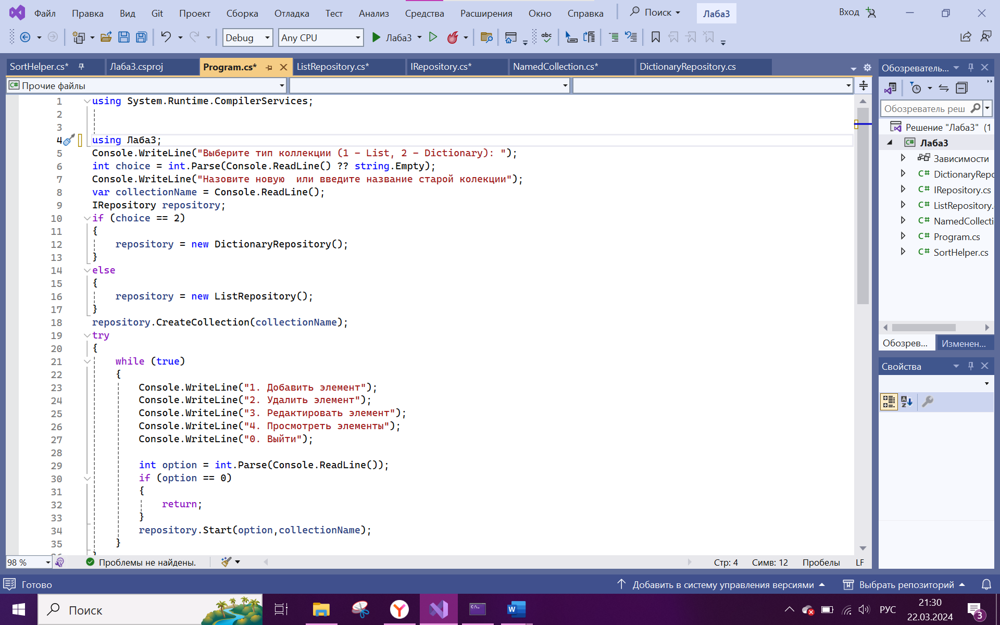 Файл Правка Вид Git Проект Сборка Отладка Тест Анализ Средства Расширения Окно Справка Поиск Лаба3 Вход
Debug Any CPU Лаба3
SortHelper.cs* Лаба3.csproj Program.cs* ListRepository.cs* IRepository.cs* NamedCollection.cs* DictionaryRepository.cs
C# Прочие файлы
1 using System.Runtime.CompilerServices;
2
3
4 using Лаба3;
5 Console.WriteLine("Выберите тип коллекции (1 - List, 2 - Dictionary): ");
6 int choice = int.Parse(Console.ReadLine() ?? string.Empty);
7 Console.WriteLine("Назовите новую  или введите название старой колекции");
8 var collectionName = Console.ReadLine();
9 IRepository repository;
10 if (choice == 2)
11 {
12 repository = new DictionaryRepository();
13 }
14 else
15 {
16 repository = new ListRepository();
17 }
18 repository.CreateCollection(collectionName);
19 try
20 {
21 while (true)
22 {
23 Console.WriteLine("1. Добавить элемент");
24 Console.WriteLine("2. Удалить элемент");
25 Console.WriteLine("3. Редактировать элемент");
26 Console.WriteLine("4. Просмотреть элементы");
27 Console.WriteLine("0. Выйти");
28
29 int option = int.Parse(Console.ReadLine());
30 if (option == 0)
31 {
32 return;
33 }
34 repository.Start(option,collectionName);
35 }
98 % Проблемы не найдены. Стр: 4 Симв: 12 Пробелы LF
Обозреватель...
Обозреватель реш
Решение "Лаба3" (1
C# Лаба3
Зависимости
C# DictionaryRepo
C# IRepository.cs
C# ListRepository.
C# NamedCollecti
C# Program.cs
C# SortHelper.cs
Обозрев... Изменен...
Свойства
Готово Добавить в систему управления версиями Выбрать репозиторий
Поиск РУС 21:30
22.03.2024 3